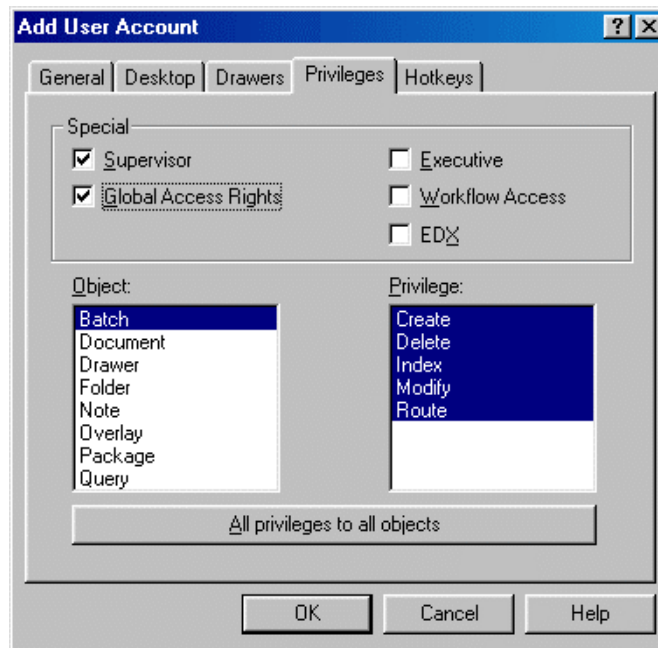 Add User Account
General Desktop Drawers Privileges Hotkeys
Special
Supervisor Executive
Global Access Rights Workflow Access
EDX
Object: Privilege:
Batch Create
Document Delete
Drawer Index
Folder Modify
Note Route
Overlay
Package
Query
All privileges to all objects
OK Cancel Help